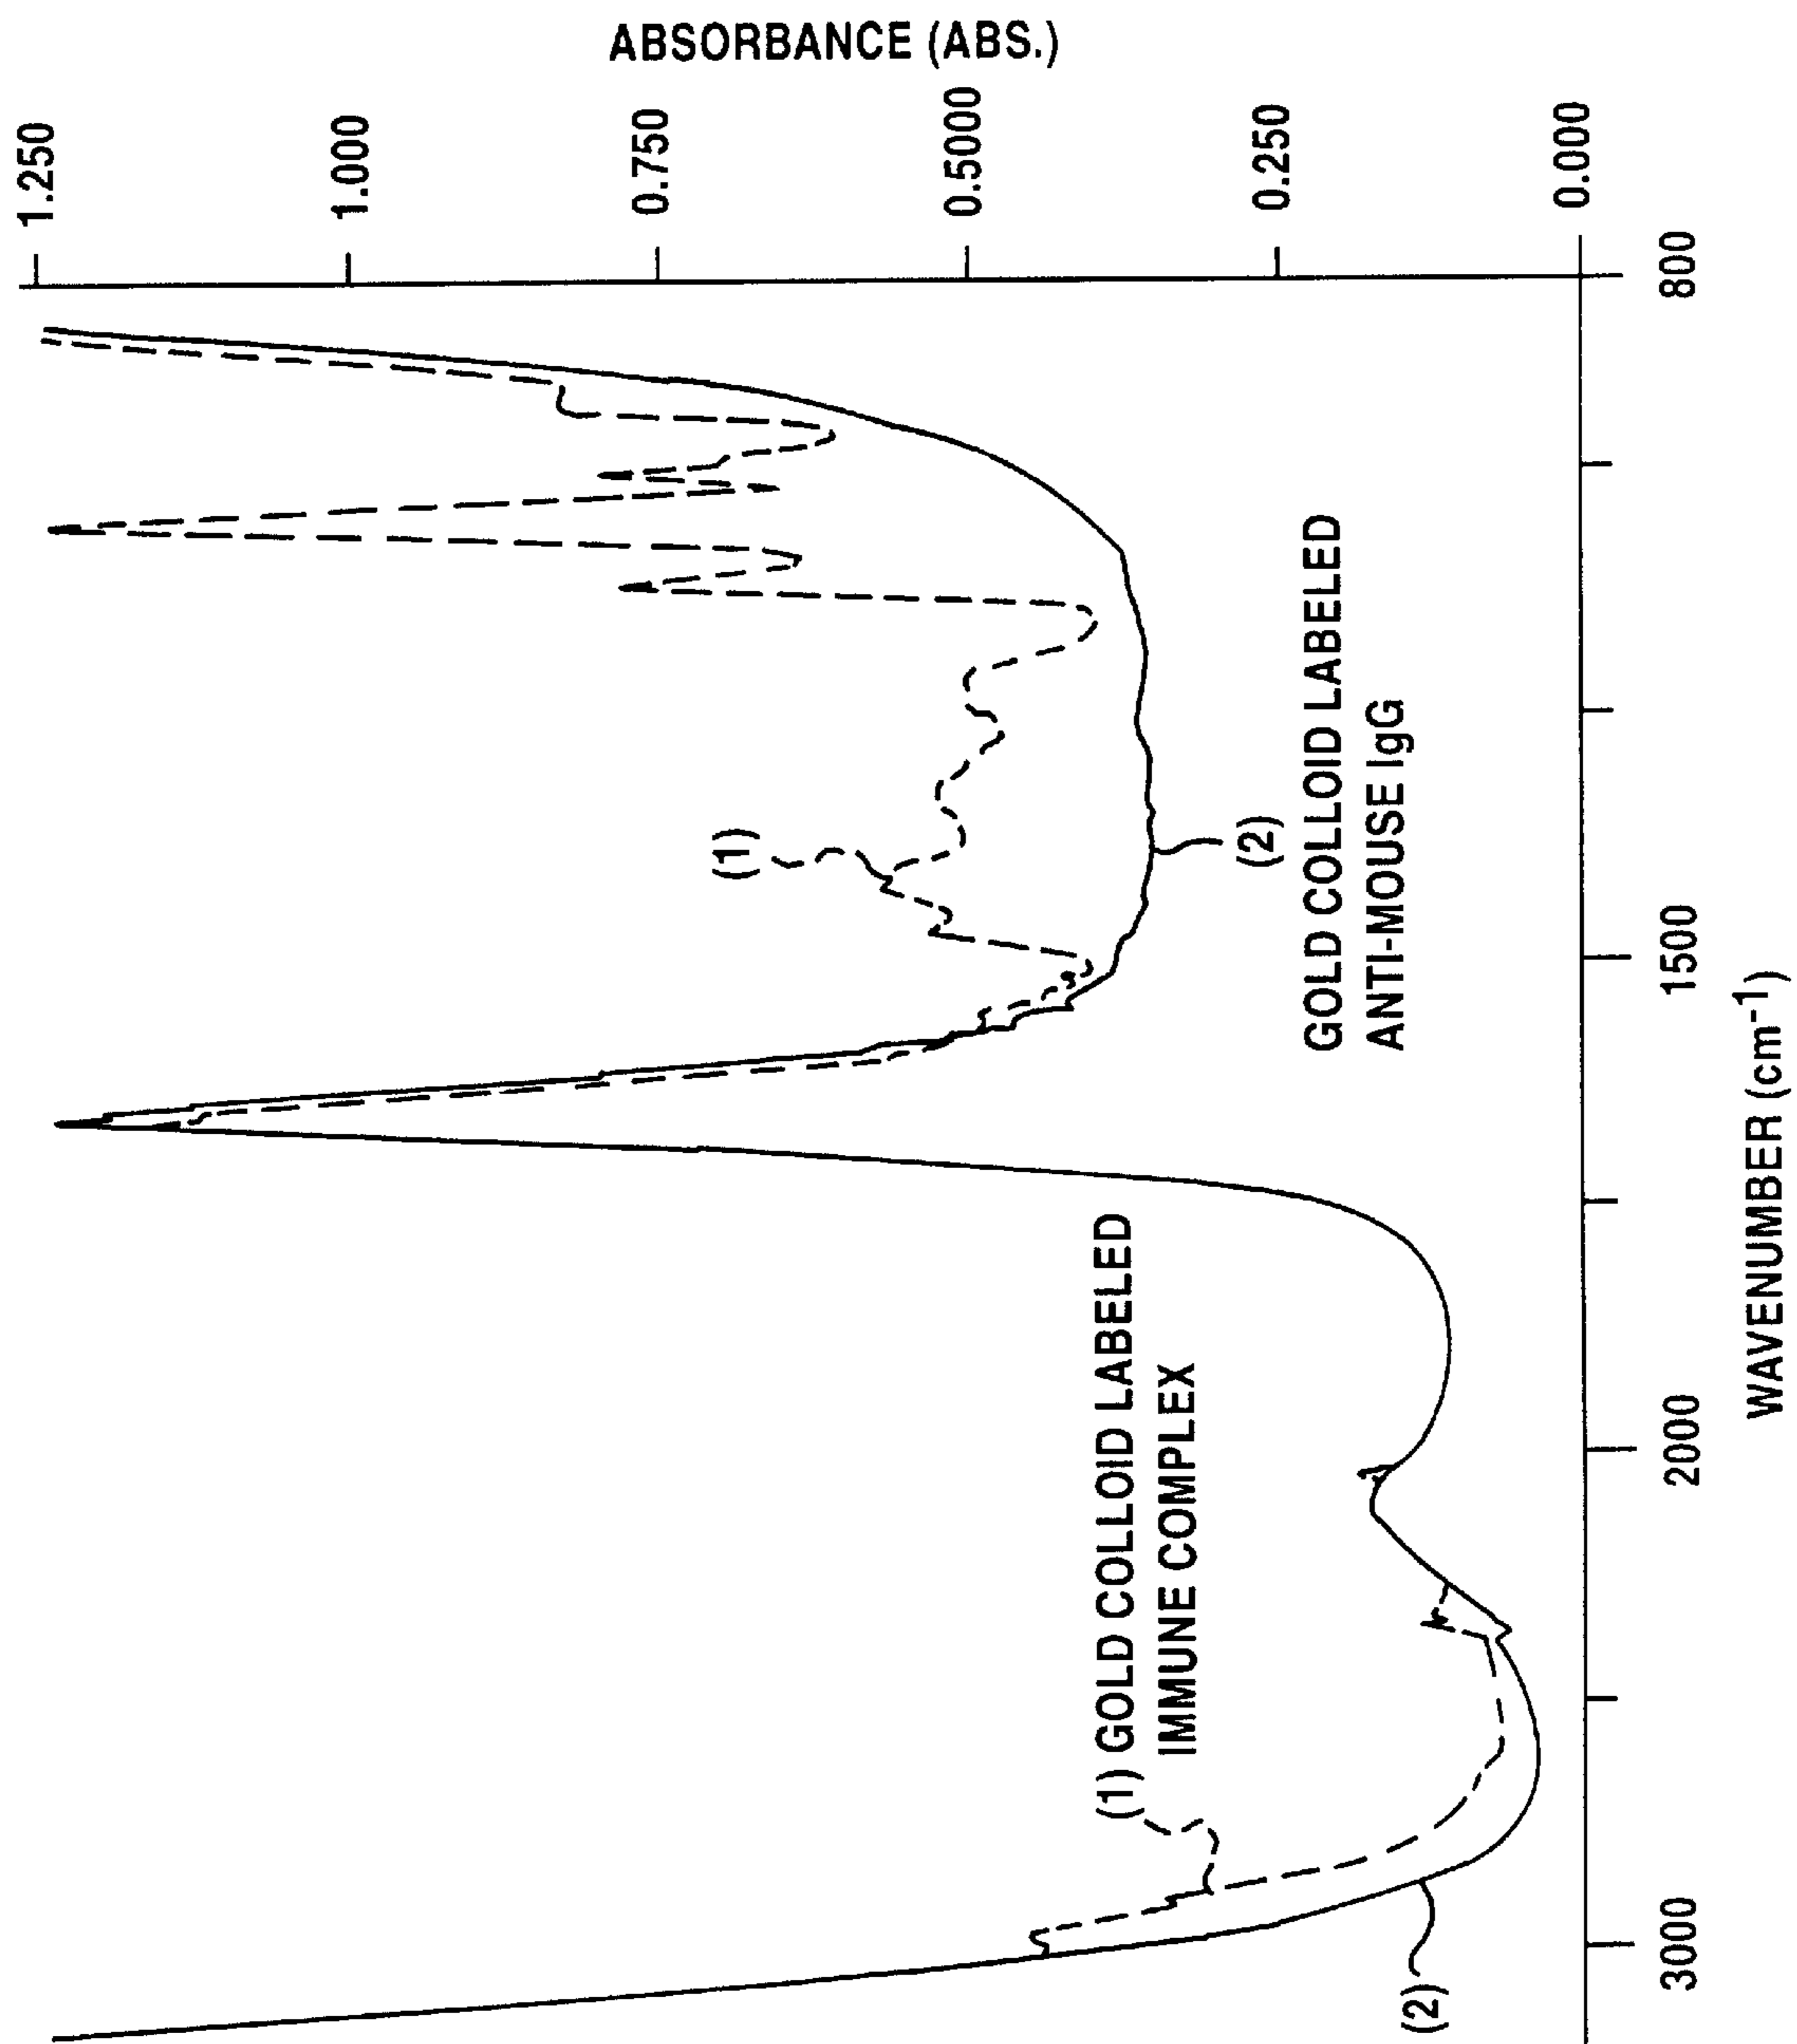 ABSORBANCE (ABS.)
1.250
1.000
0.750
0.5000
0.250
0.000
(1)
(2)
GOLD COLLOID LABELED
ANTI-MOUSE IgG
(1) GOLD COLLOID LABELED
IMMUNE COMPLEX
(2)
3000
2000
1500
800
WAVENUMBER (cm⁻¹)